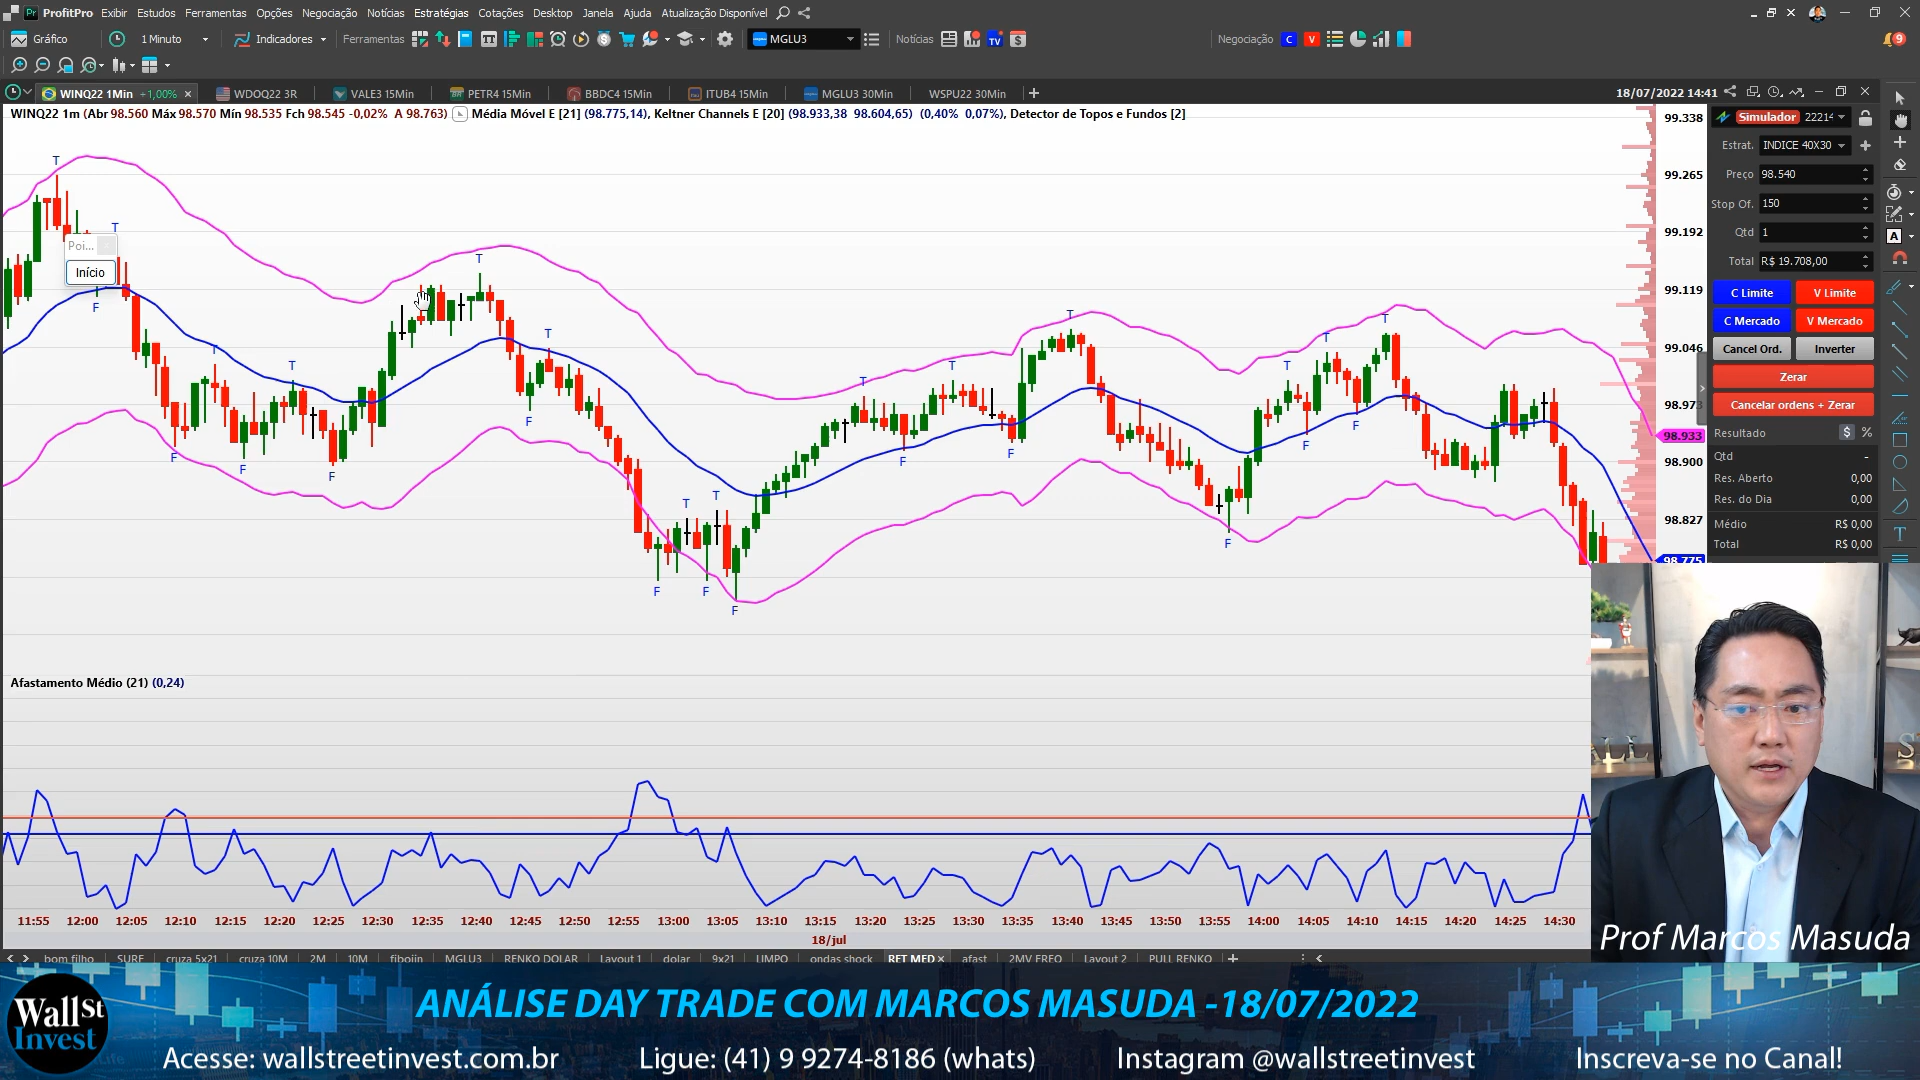 ProfitPro Exibir Estudos Ferramentas Opções Negociação Notícias Estratégias Cotações Desktop Janela Ajuda Atualização Disponível
Gráfico 1 Minuto Indicadores Ferramentas MGLU3 Notícias Negociação C V 9
WINQ22 1Min +1,00% WDOQ22 3R VALE3 15Min PETR4 15Min BBDC4 15Min ITUB4 15Min MGLU3 30Min WSPU22 30Min 18/07/2022 14:41
WINQ22 1m (Abr 98.560 Máx 98.570 Mín 98.535 Fch 98.545 -0,02% A 98.763) Média Móvel E [21] (98.775,14), Keltner Channels E [20] (98.933,38 98.604,65) (0,40% 0,07%), Detector de Topos e Fundos [2]
99.338
99.265
99.192
99.119
99.046
98.973
98.933
98.900
98.827
98.775
Poi...
Início
Simulador 22214
Estrat. INDICE 40X30
Preço 98.540
Stop Of. 150
Qtd 1
Total R$ 19.708,00
C Limite V Limite
C Mercado V Mercado
Cancel Ord. Inverter
Zerar
Cancelar ordens + Zerar
Resultado $ %
Qtd -
Res. Aberto 0,00
Res. do Dia 0,00
Médio R$ 0,00
Total R$ 0,00
Afastamento Médio (21) (0,24)
11:55 12:00 12:05 12:10 12:15 12:20 12:25 12:30 12:35 12:40 12:45 12:50 12:55 13:00 13:05 13:10 13:15 13:20 13:25 13:30 13:35 13:40 13:45 13:50 13:55 14:00 14:05 14:10 14:15 14:20 14:25 14:30
18/jul
bom filho SURF cruza 5x21 cruza 10M 2M 10M fiboiin MGLU3 RENKO DOLAR Layout 1 dolar 9x21 LIMPO ondas shock RET MED afast 2MV FREQ Layout 2 PULL RENKO
Prof Marcos Masuda
Wall St
Invest
ANÁLISE DAY TRADE COM MARCOS MASUDA -18/07/2022
Acesse: wallstreetinvest.com.br Ligue: (41) 9 9274-8186 (whats) Instagram @wallstreetinvest Inscreva-se no Canal!